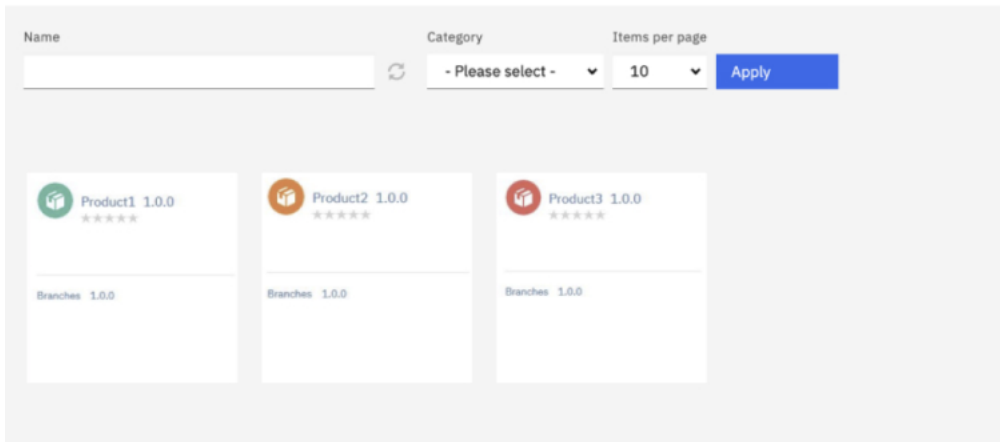 Name
Category
Items per page
- Please select -
10
Apply
Product1 1.0.0
Product2 1.0.0
Product3 1.0.0
Branches 1.0.0
Branches 1.0.0
Branches 1.0.0